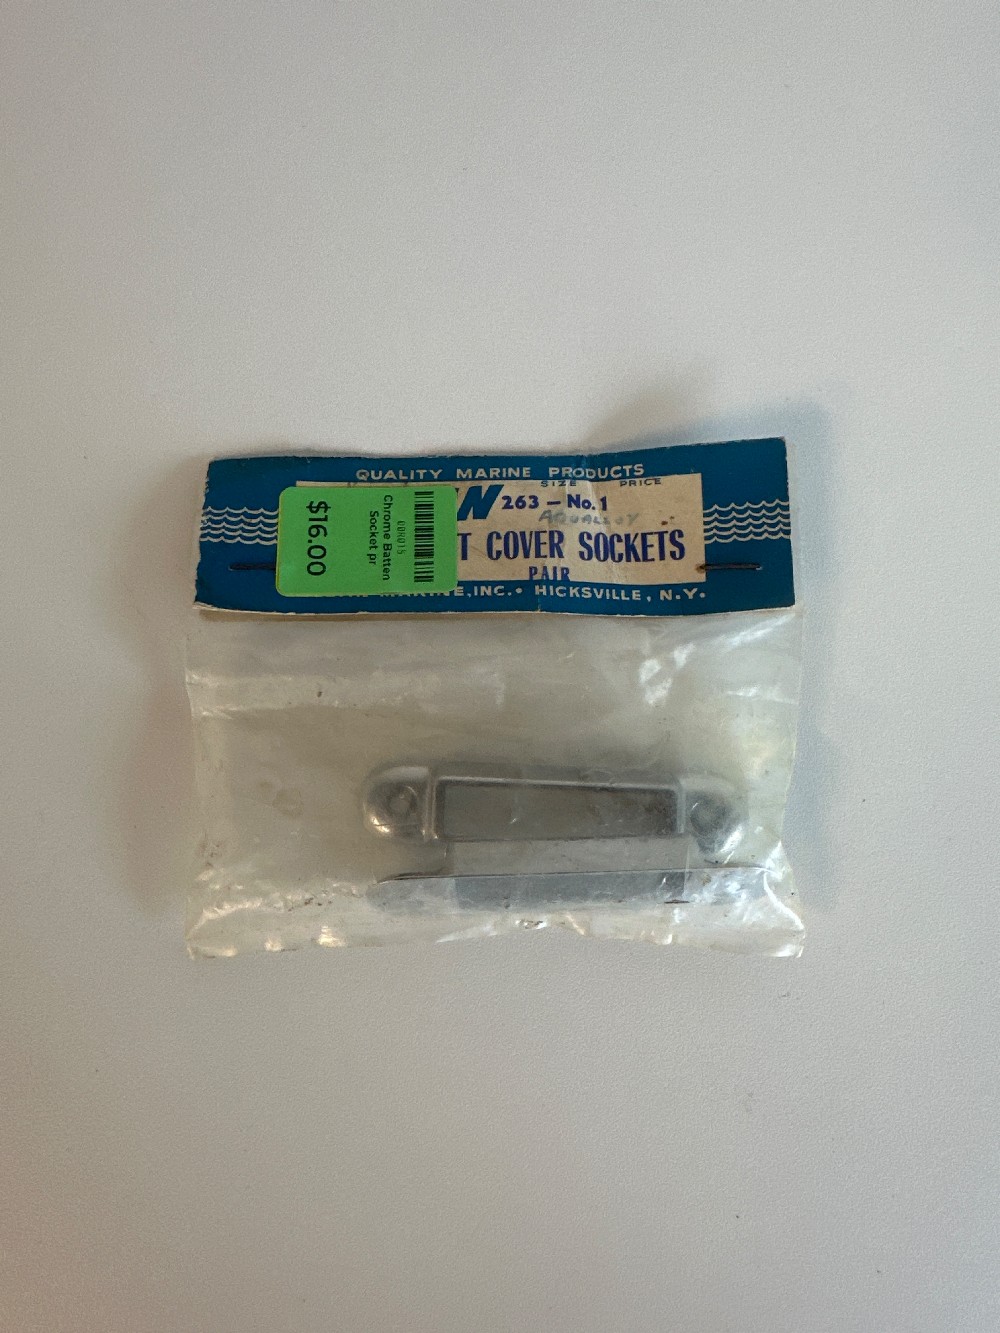 QUALITY MARINE PRODUCTS
SIZE PRICE
263 – No. 1
AQUALLOY
T COVER SOCKETS
PAIR
INC. • HICKSVILLE, N.Y.
Chrome Batten
Socket pr
$16.00